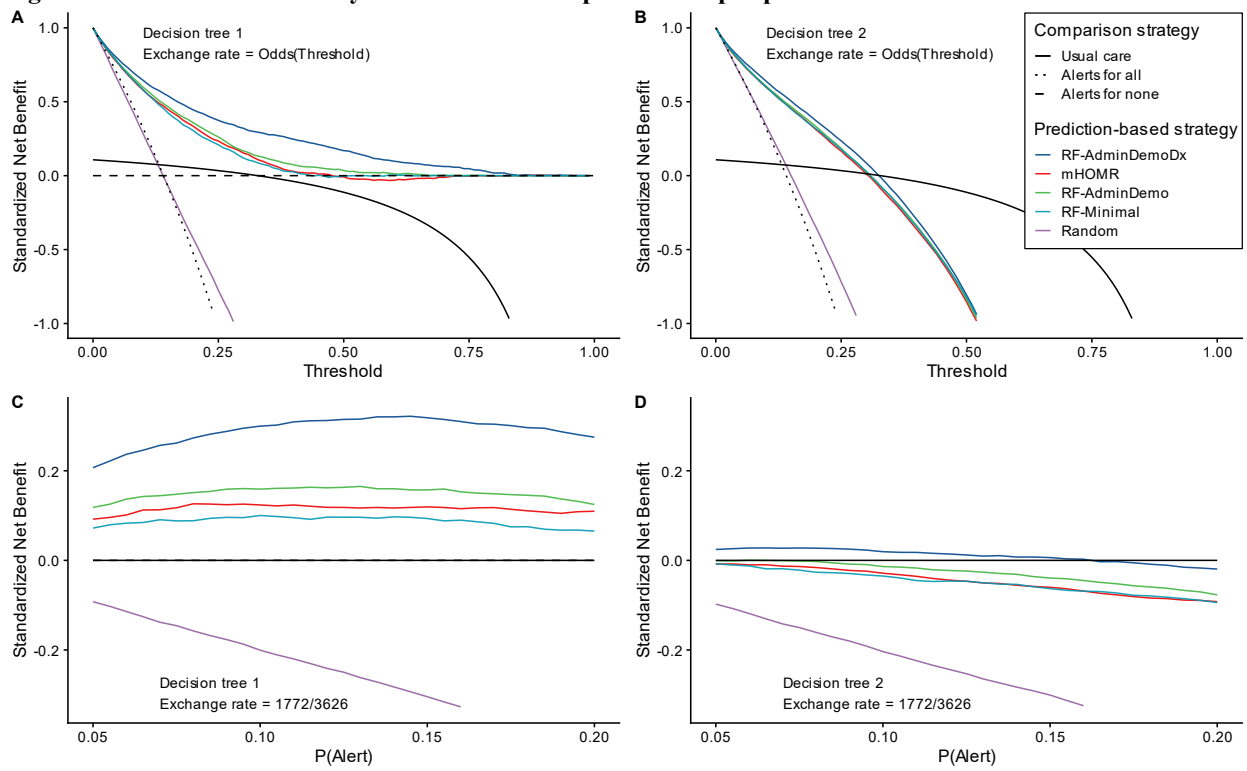 A
Decision tree 1
Exchange rate = Odds(Threshold)
Standardized Net Benefit
1.0
0.5
0.0
-0.5
-1.0
0.00
0.25
0.50
0.75
1.00
Threshold
B
Decision tree 2
Exchange rate = Odds(Threshold)
Standardized Net Benefit
1.0
0.5
0.0
-0.5
-1.0
0.00
0.25
0.50
0.75
1.00
Threshold
Comparison strategy
Usual care
Alerts for all
Alerts for none
Prediction-based strategy
RF-AdminDemoDx
mHOMR
RF-AdminDemo
RF-Minimal
Random
C
Standardized Net Benefit
0.2
0.0
-0.2
Decision tree 1
Exchange rate = 1772/3626
0.05
0.10
0.15
0.20
P(Alert)
D
Standardized Net Benefit
0.2
0.0
-0.2
Decision tree 2
Exchange rate = 1772/3626
0.05
0.10
0.15
0.20
P(Alert)